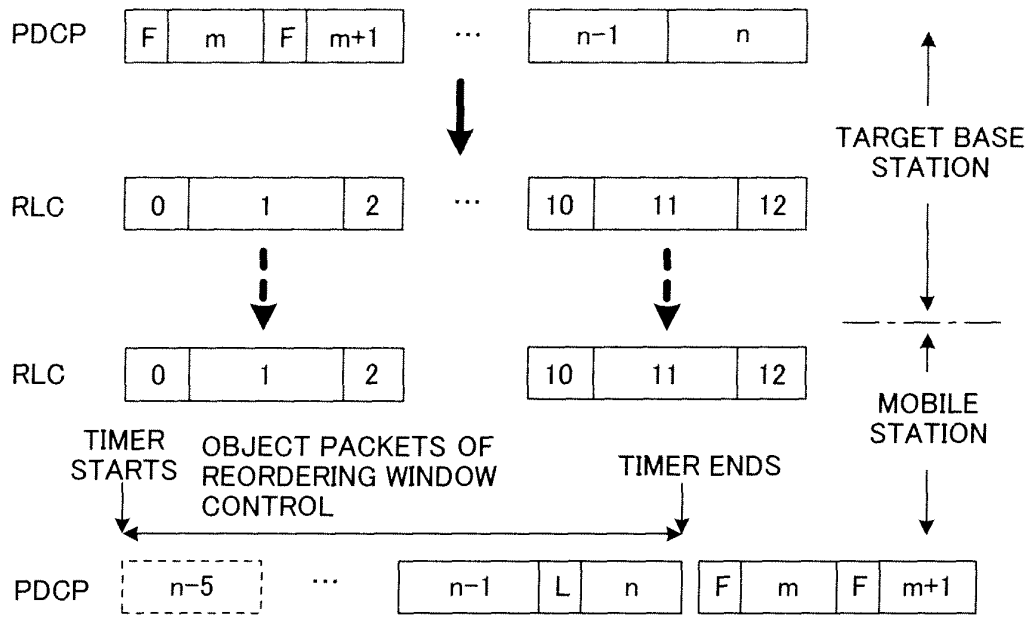 PDCP F m F m+1 ... n-1 n
TARGET BASE
STATION
RLC 0 1 2 ... 10 11 12
RLC 0 1 2 10 11 12
MOBILE
STATION
TIMER
STARTS
OBJECT PACKETS OF
REORDERING WINDOW
CONTROL
TIMER ENDS
PDCP n-5 ... n-1 L n F m F m+1